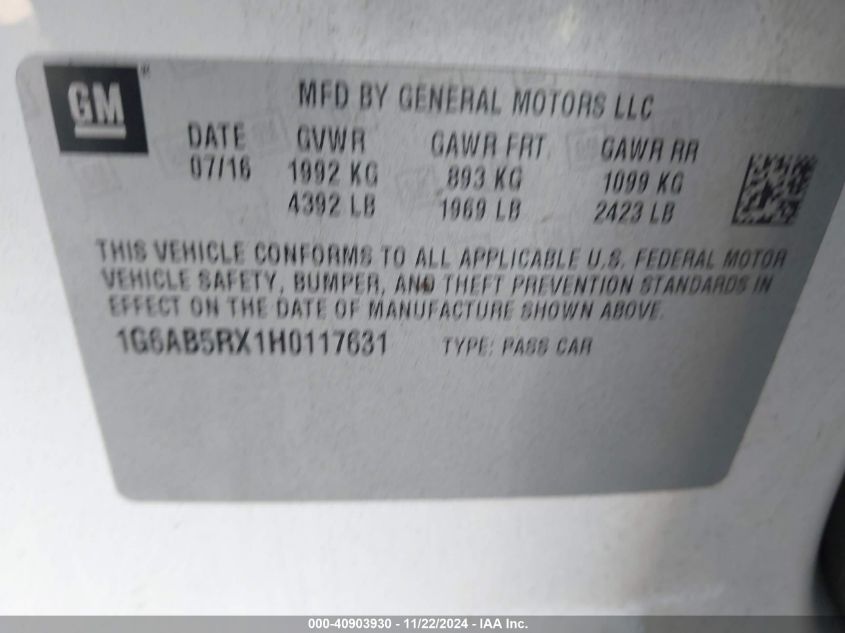 GM ®
MFD BY GENERAL MOTORS LLC
DATE GVWR GAWR FRT. GAWR RR
07/16 1992 KG 893 KG 1099 KG
4392 LB 1969 LB 2423 LB
THIS VEHICLE CONFORMS TO ALL APPLICABLE U.S. FEDERAL MOTOR
VEHICLE SAFETY, BUMPER, AND THEFT PREVENTION STANDARDS IN
EFFECT ON THE DATE OF MANUFACTURE SHOWN ABOVE.
1G6AB5RX1H0117631 TYPE: PASS CAR
000-40903930 - 11/22/2024 - IAA Inc.